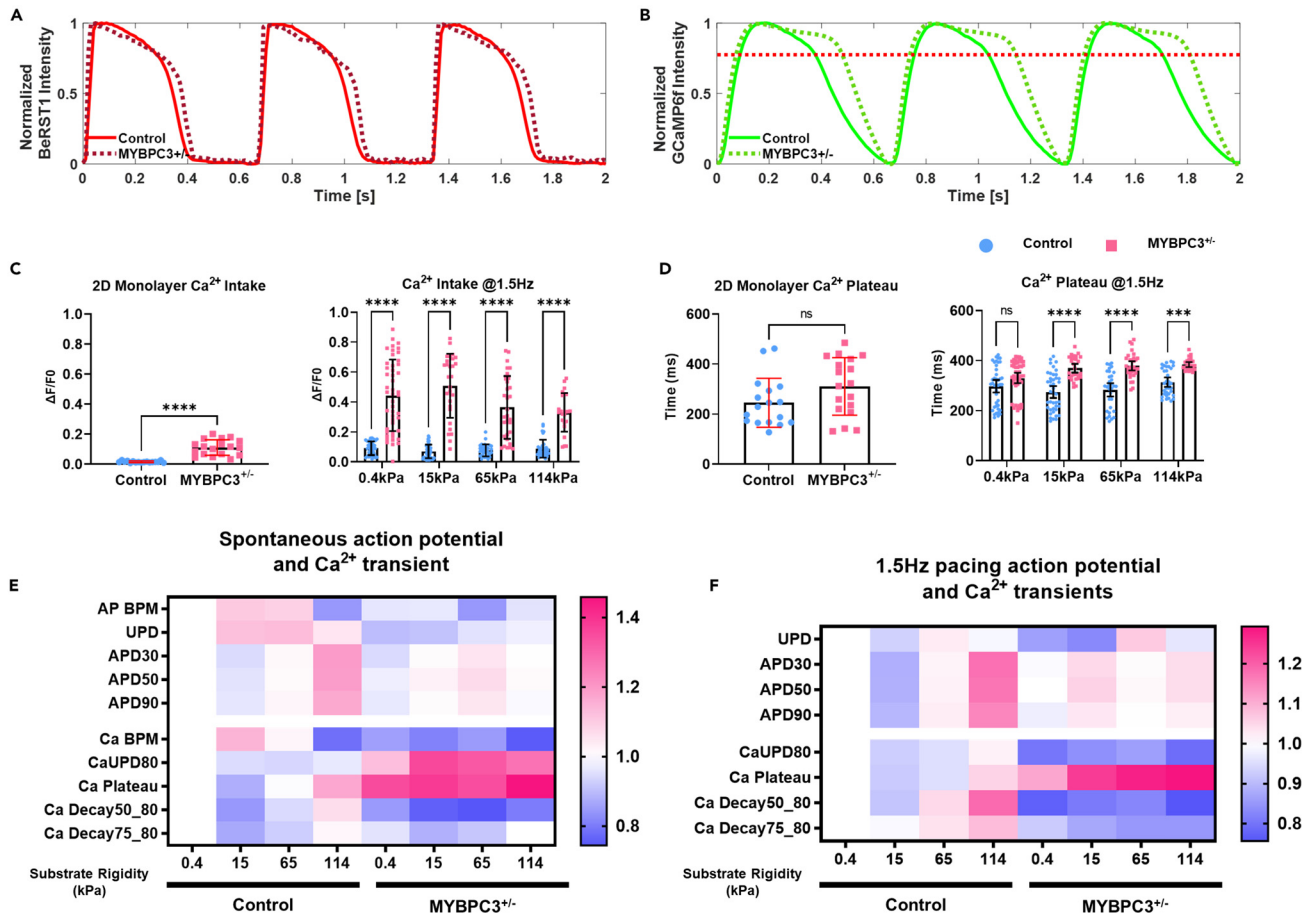 A
Normalized
BeRST1 Intensity
1
0.5
0
Control
MYBPC3+/-
0 0.2 0.4 0.6 0.8 1 1.2 1.4 1.6 1.8 2
Time [s]
B
Normalized
GCaMP6f Intensity
1
0.5
0
Control
MYBPC3+/-
0 0.2 0.4 0.6 0.8 1 1.2 1.4 1.6 1.8 2
Time [s]
Control MYBPC3+/-
C
2D Monolayer Ca2+ Intake
ΔF/F0
1.0
0.8
0.6
0.4
0.2
0.0
****
Control MYBPC3+/-
Ca2+ Intake @1.5Hz
ΔF/F0
1.0
0.8
0.6
0.4
0.2
0.0
**** **** **** ****
0.4kPa 15kPa 65kPa 114kPa
D
2D Monolayer Ca2+ Plateau
Time (ms)
600
400
200
0
ns
Control MYBPC3+/-
Ca2+ Plateau @1.5Hz
Time (ms)
600
400
200
0
ns **** **** ***
0.4kPa 15kPa 65kPa 114kPa
E
Spontaneous action potential
and Ca2+ transient
AP BPM
UPD
APD30
APD50
APD90
Ca BPM
CaUPD80
Ca Plateau
Ca Decay50_80
Ca Decay75_80
1.4
1.2
1.0
0.8
0.4 15 65 114 0.4 15 65 114
Substrate Rigidity
(kPa)
Control MYBPC3+/-
F
1.5Hz pacing action potential
and Ca2+ transients
UPD
APD30
APD50
APD90
CaUPD80
Ca Plateau
Ca Decay50_80
Ca Decay75_80
1.2
1.1
1.0
0.9
0.8
0.4 15 65 114 0.4 15 65 114
Substrate Rigidity
(kPa)
Control MYBPC3+/-